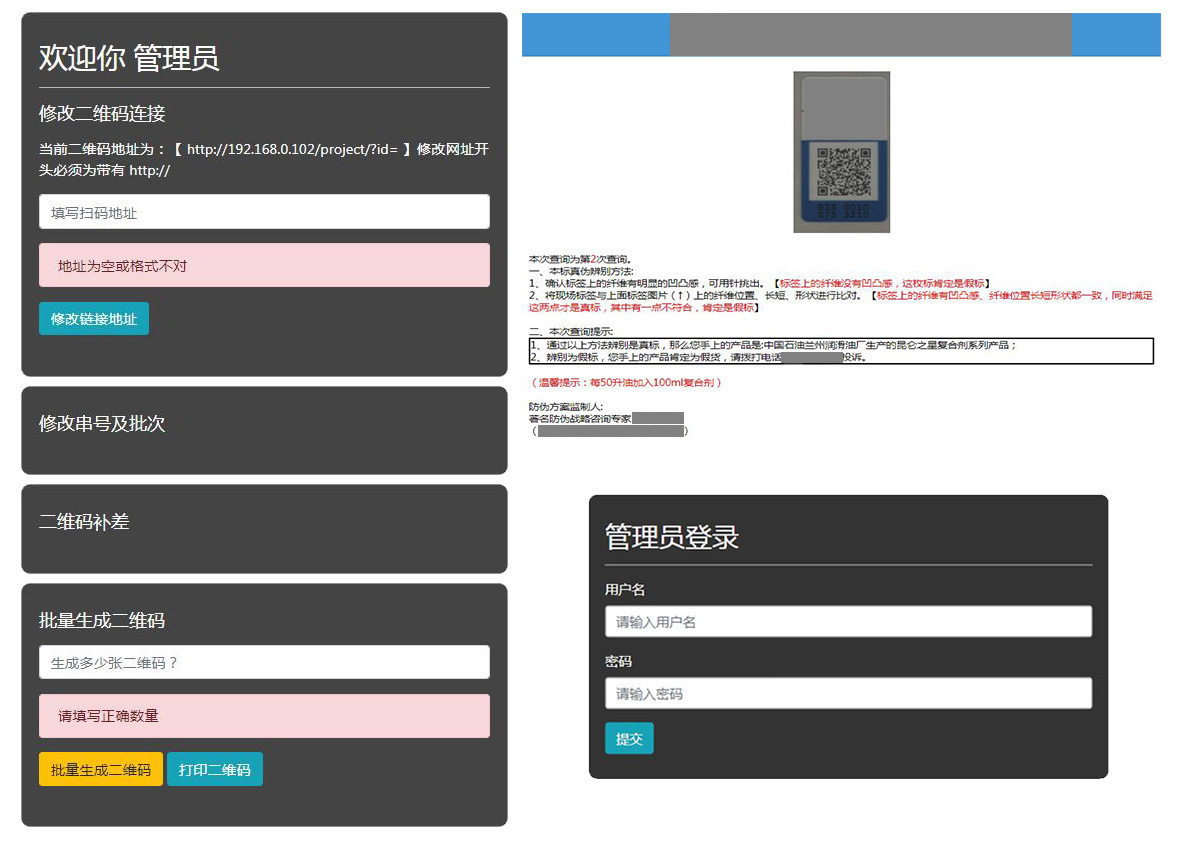 欢迎你 管理员
修改二维码连接
当前二维码地址为：【 http://192.168.0.102/project/?id= 】修改网址开
头必须为带有 http://
填写扫码地址
地址为空或格式不对
修改链接地址
修改串号及批次
二维码补差
批量生成二维码
生成多少张二维码？
请填写正确数量
批量生成二维码 打印二维码
本次查询为第2次查询。
一、本标真伪辨别方法:
1、确认标签上的纤维有明显的凹凸感，可用针挑出。【标签上的纤维没有凹凸感，这枚标肯定是假标】
2、将现场标签与上面标签图片（↑）上的纤维位置、长短、形状进行比对。【标签上的纤维有凹凸感、纤维位置长短形状都一致，同时满足
这两点才是真标，其中有一点不符合，肯定是假标】
二、本次查询提示:
1、通过以上方法辨别是真标，那么您手上的产品是:中国石油兰州润滑油厂生产的昆仑之星复合剂系列产品；
2、辨别为假标，您手上的产品肯定为假货，请拨打电话 投诉。
（温馨提示：每50升油加入100ml复合剂）
防伪方案监制人:
著名防伪战略咨询专家
（ ）
管理员登录
用户名
请输入用户名
密码
请输入密码
提交